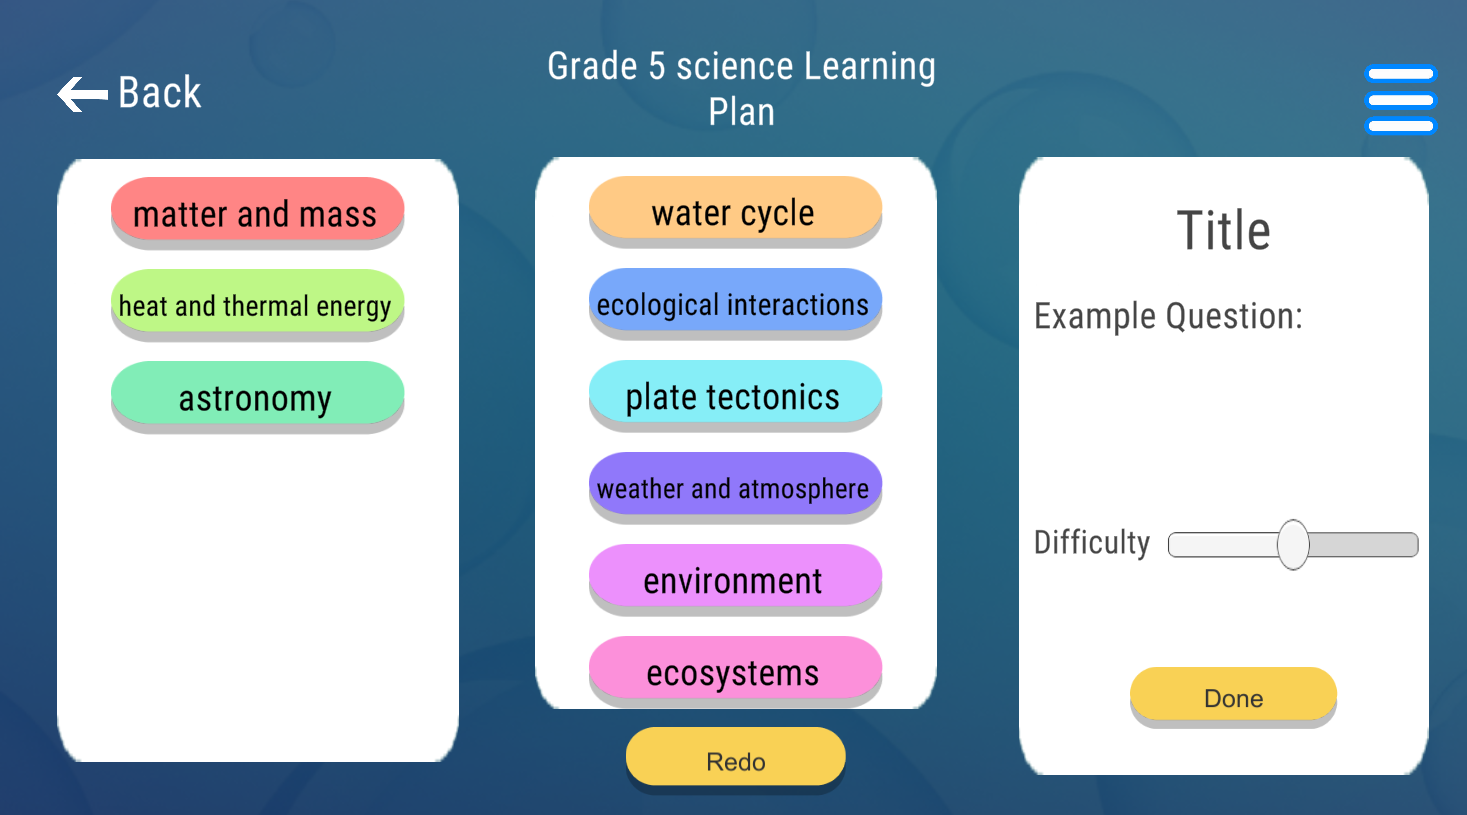 Back
Grade 5 science Learning
Plan
matter and mass
heat and thermal energy
astronomy
water cycle
ecological interactions
plate tectonics
weather and atmosphere
environment
ecosystems
Redo
Title
Example Question:
Difficulty
Done